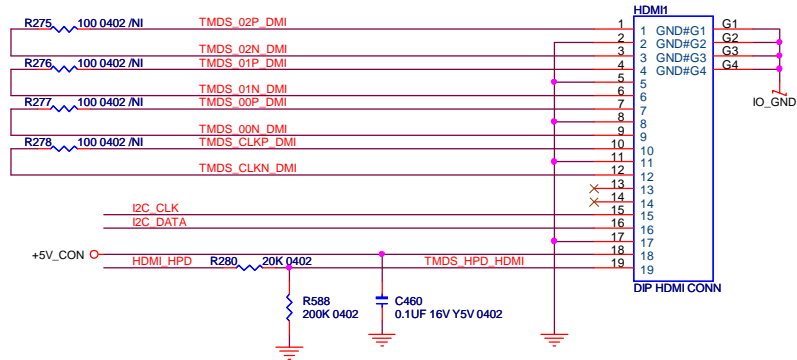 HDMI1
R275 100 0402 /NI TMDS_02P_DMI 1 1 GND#G1 G1
2 2 GND#G2 G2
TMDS_02N_DMI 3 3 GND#G3 G3
R276 100 0402 /NI TMDS_01P_DMI 4 4 GND#G4 G4
5 5
TMDS_01N_DMI 6 6
R277 100 0402 /NI TMDS_00P_DMI 7 7
8 8
TMDS_00N_DMI 9 9
R278 100 0402 /NI TMDS_CLKP_DMI 10 10
11 11
TMDS_CLKN_DMI 12 12
13 13
14 14
I2C_CLK 15 15
I2C_DATA 16 16
17 17
+5V_CON 18 18
HDMI_HPD R280 20K 0402 TMDS_HPD_HDMI 19 19
IO_GND
DIP HDMI CONN
R588
200K 0402
C460
0.1UF 16V Y5V 0402